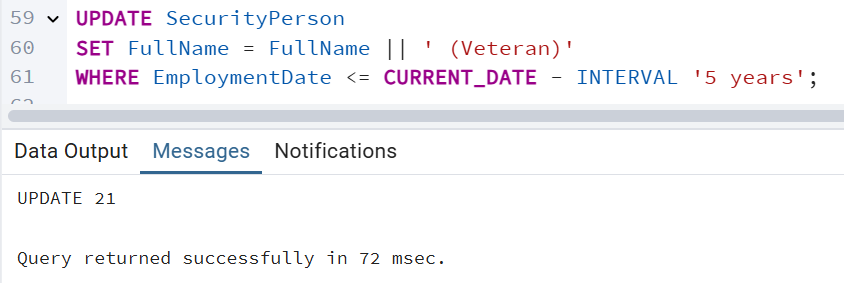 59 UPDATE SecurityPerson
60 SET FullName = FullName || ' (Veteran)'
61 WHERE EmploymentDate <= CURRENT_DATE - INTERVAL '5 years';
Data Output Messages Notifications
UPDATE 21
Query returned successfully in 72 msec.